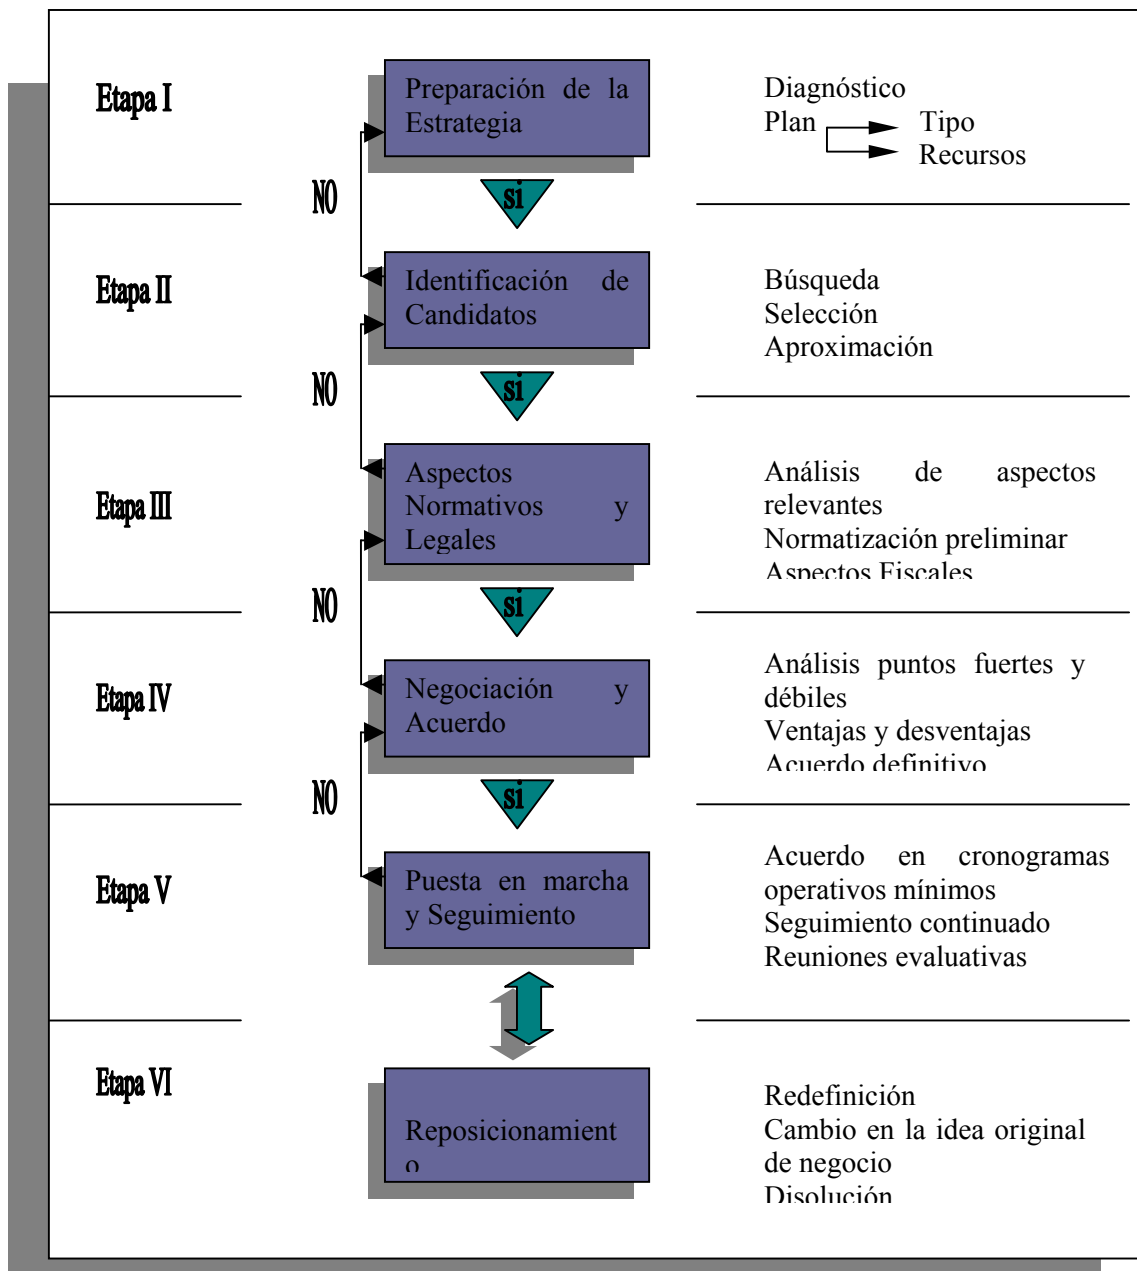 Etapa I
Preparación de la
Estrategia
Diagnóstico
Plan
Tipo
Recursos
NO
si
Etapa II
Identificación de
Candidatos
Búsqueda
Selección
Aproximación
NO
si
Etapa III
Aspectos
Normativos y
Legales
Análisis de aspectos
relevantes
Normatización preliminar
Aspectos Fiscales
NO
si
Etapa IV
Negociación y
Acuerdo
Análisis puntos fuertes y
débiles
Ventajas y desventajas
Acuerdo definitivo
NO
si
Etapa V
Puesta en marcha
y Seguimiento
Acuerdo en cronogramas
operativos mínimos
Seguimiento continuado
Reuniones evaluativas
Etapa VI
Reposicionamient
o
Redefinición
Cambio en la idea original
de negocio
Disolución